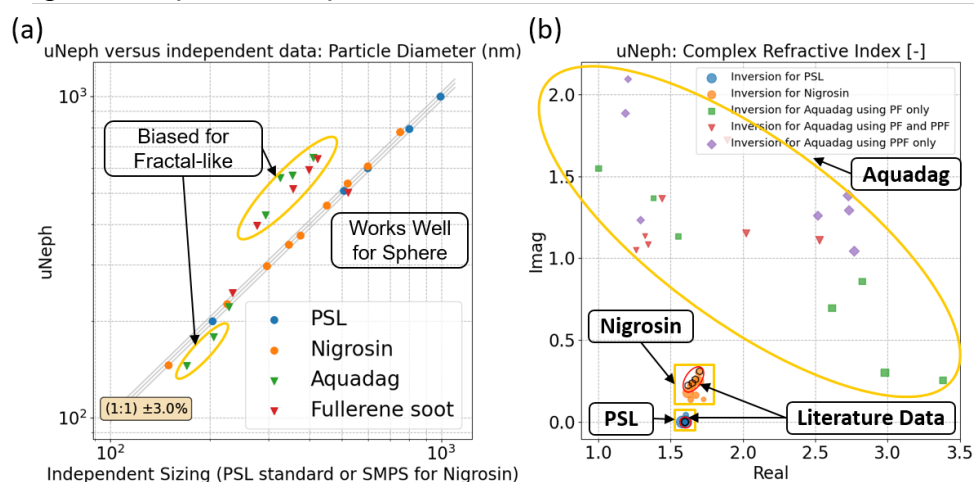 (a)
uNeph versus independent data: Particle Diameter (nm)
10³
10²
uNeph
Biased for
Fractal-like
Works Well
for Sphere
PSL
Nigrosin
Aquadag
Fullerene soot
(1:1) ±3.0%
10²
10³
Independent Sizing (PSL standard or SMPS for Nigrosin)
(b)
uNeph: Complex Refractive Index [-]
Inversion for PSL
Inversion for Nigrosin
Inversion for Aquadag using PF only
Inversion for Aquadag using PF and PPF
Inversion for Aquadag using PPF only
Aquadag
Nigrosin
PSL
Literature Data
Imag
2.0
1.5
1.0
0.5
0.0
1.0 1.5 2.0 2.5 3.0 3.5
Real